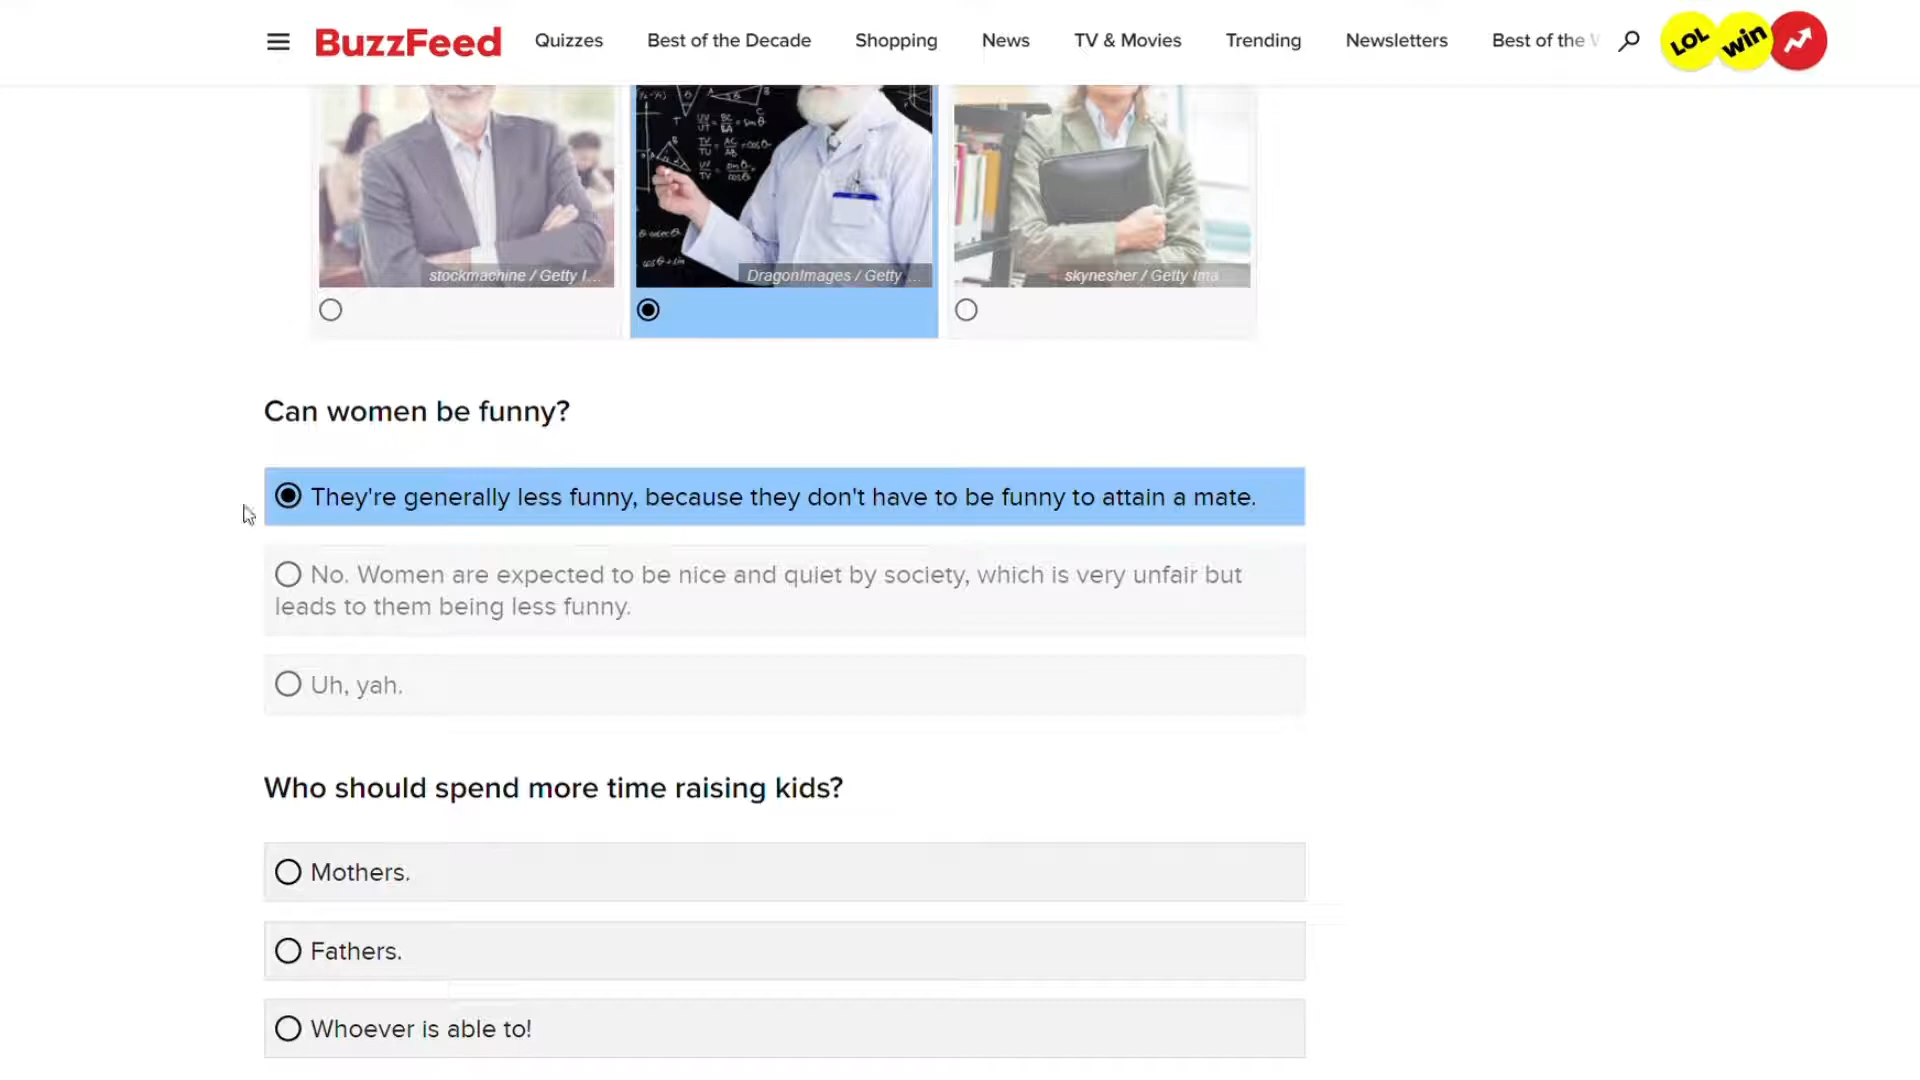 BuzzFeed Quizzes Best of the Decade Shopping News TV & Movies Trending Newsletters Best of the LOL win
stockmachine / Getty I... DragonImages / Getty ... skynesher / Getty Ima
Can women be funny?
They're generally less funny, because they don't have to be funny to attain a mate.
No. Women are expected to be nice and quiet by society, which is very unfair but
leads to them being less funny.
Uh, yah.
Who should spend more time raising kids?
Mothers.
Fathers.
Whoever is able to!